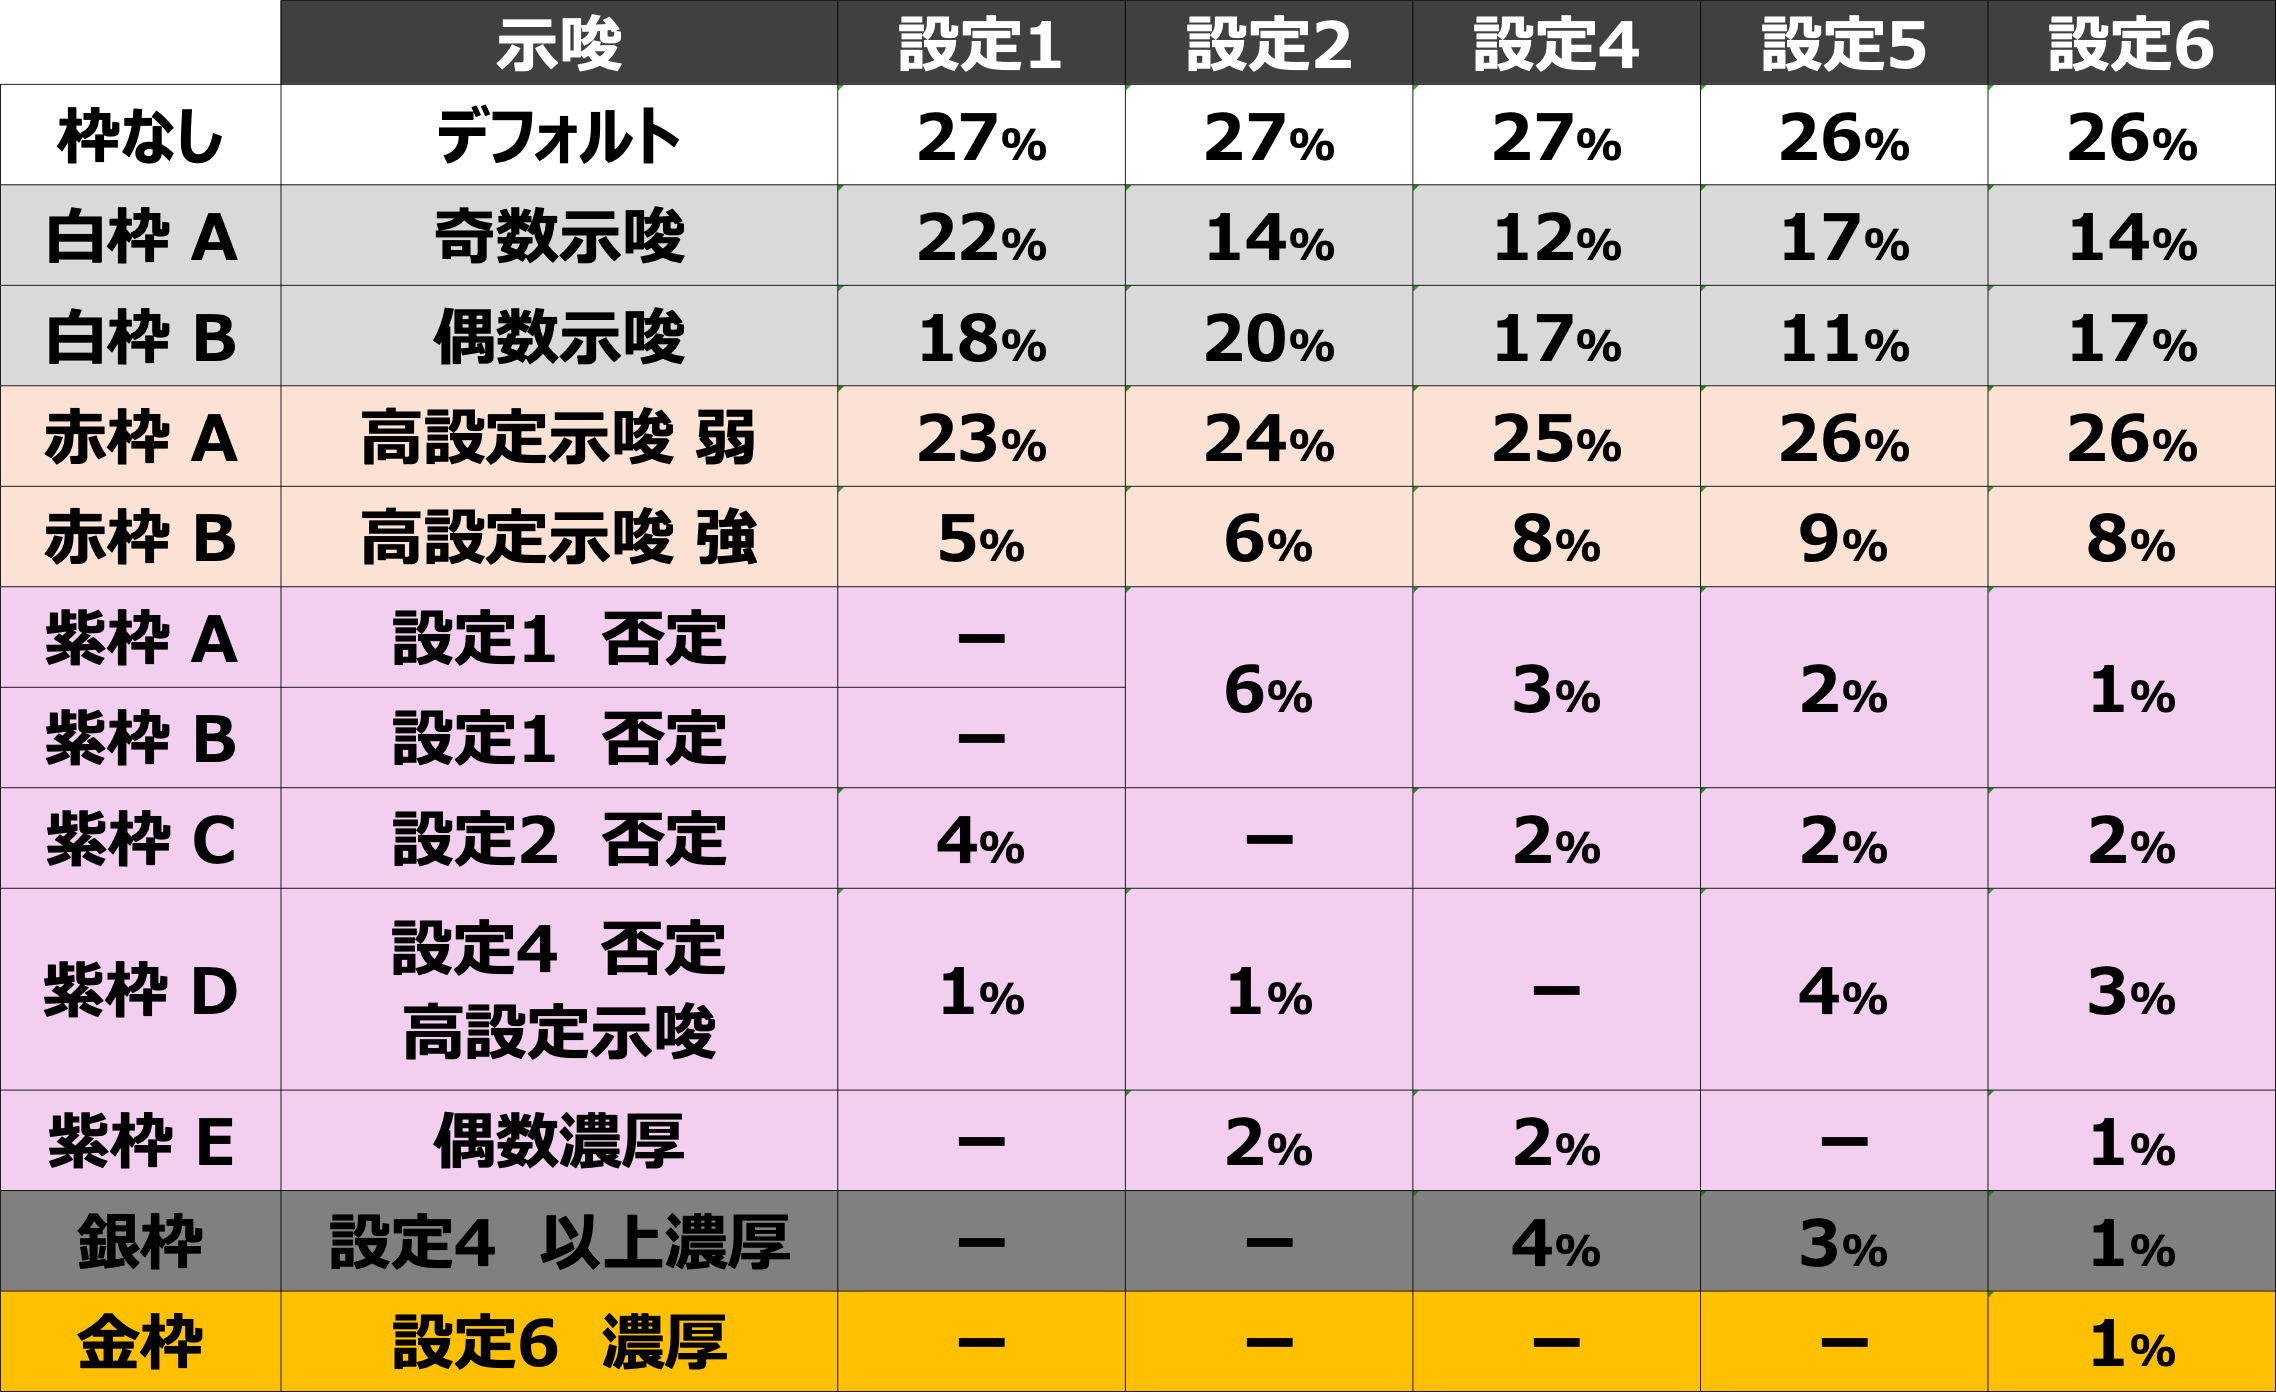 示唆 設定1 設定2 設定4 設定5 設定6
枠なし デフォルト 27% 27% 27% 26% 26%
白枠 A 奇数示唆 22% 14% 12% 17% 14%
白枠 B 偶数示唆 18% 20% 17% 11% 17%
赤枠 A 高設定示唆 弱 23% 24% 25% 26% 26%
赤枠 B 高設定示唆 強 5% 6% 8% 9% 8%
紫枠 A 設定1 否定 − 6% 3% 2% 1%
紫枠 B 設定1 否定 −
紫枠 C 設定2 否定 4% − 2% 2% 2%
紫枠 D 設定4 否定 1% 1% − 4% 3%
高設定示唆
紫枠 E 偶数濃厚 − 2% 2% − 1%
銀枠 設定4 以上濃厚 − − 4% 3% 1%
金枠 設定6 濃厚 − − − − 1%